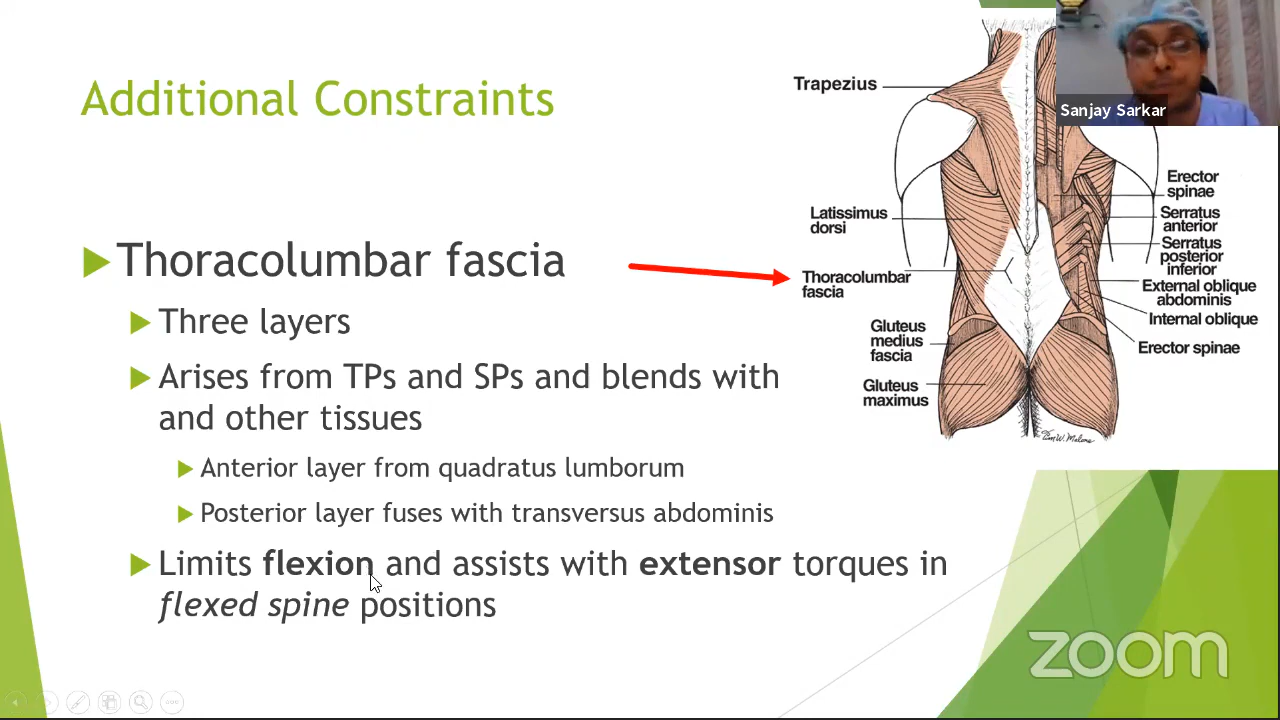 Additional Constraints
Thoracolumbar fascia
Three layers
Arises from TPs and SPs and blends with
and other tissues
Anterior layer from quadratus lumborum
Posterior layer fuses with transversus abdominis
Limits flexion and assists with extensor torques in
flexed spine positions
Trapezius
Latissimus
dorsi
Thoracolumbar
fascia
Gluteus
medius
fascia
Gluteus
maximus
Erector
spinae
Serratus
anterior
Serratus
posterior
inferior
External oblique
abdominis
Internal oblique
Erector spinae
Sanjay Sarkar
zoom